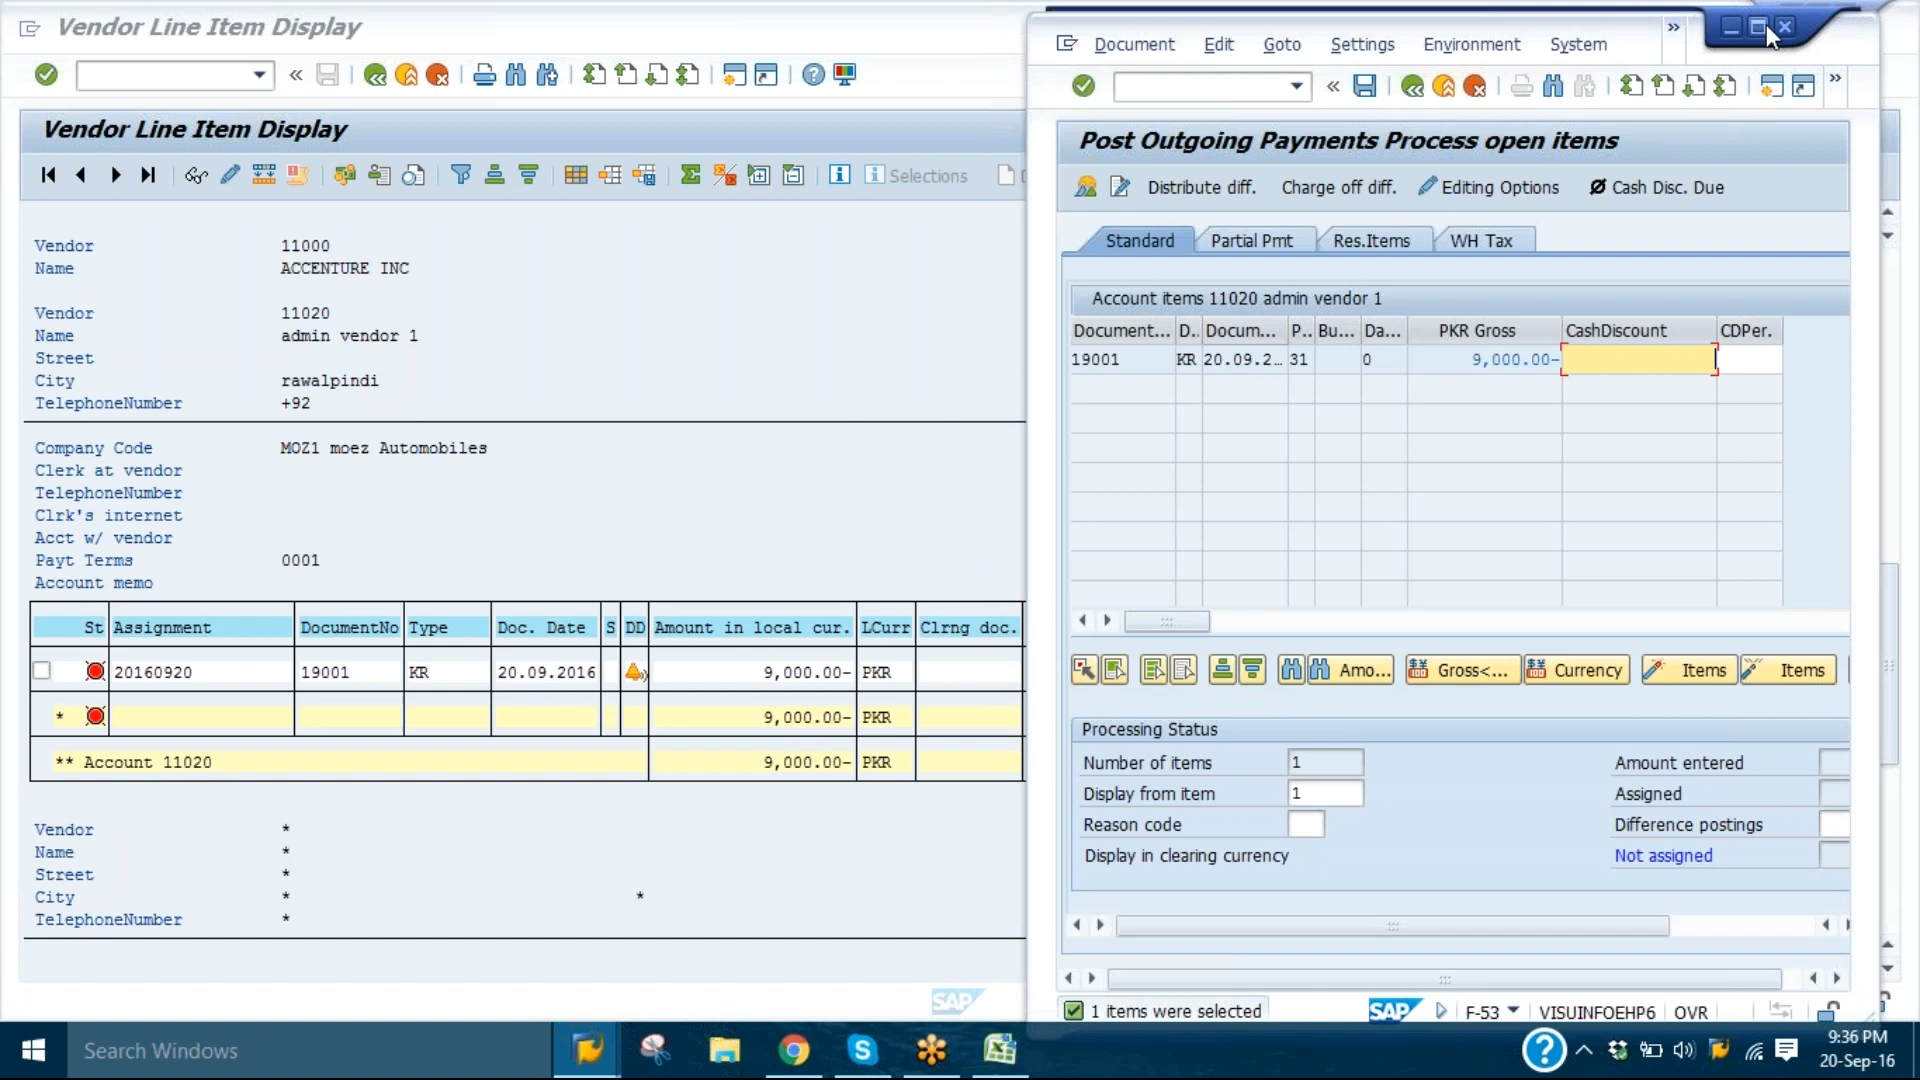 Vendor Line Item Display
Vendor Line Item Display
Selections
Vendor 11000
Name ACCENTURE INC
Vendor 11020
Name admin vendor 1
Street
City rawalpindi
TelephoneNumber +92
Company Code MOZ1 moez Automobiles
Clerk at vendor
TelephoneNumber
Clrk's internet
Acct w/ vendor
Payt Terms 0001
Account memo
St Assignment DocumentNo Type Doc. Date S DD Amount in local cur. LCurr Clrng doc.
20160920 19001 KR 20.09.2016 9,000.00- PKR
* 9,000.00- PKR
** Account 11020 9,000.00- PKR
Vendor *
Name *
Street *
City * *
TelephoneNumber *
SAP
Document Edit Goto Settings Environment System
Post Outgoing Payments Process open items
Distribute diff. Charge off diff. Editing Options Cash Disc. Due
Standard Partial Pmt Res.Items WH Tax
Account items 11020 admin vendor 1
Document... D.. Docum... P.. Bu... Da... PKR Gross CashDiscount CDPer.
19001 KR 20.09.2... 31 0 9,000.00-
Amo... Gross<... Currency Items Items
Processing Status
Number of items 1 Amount entered
Display from item 1 Assigned
Reason code Difference postings
Display in clearing currency Not assigned
1 items were selected SAP F-53 VISUINFOEHP6 OVR
Search Windows
9:36 PM
20-Sep-16